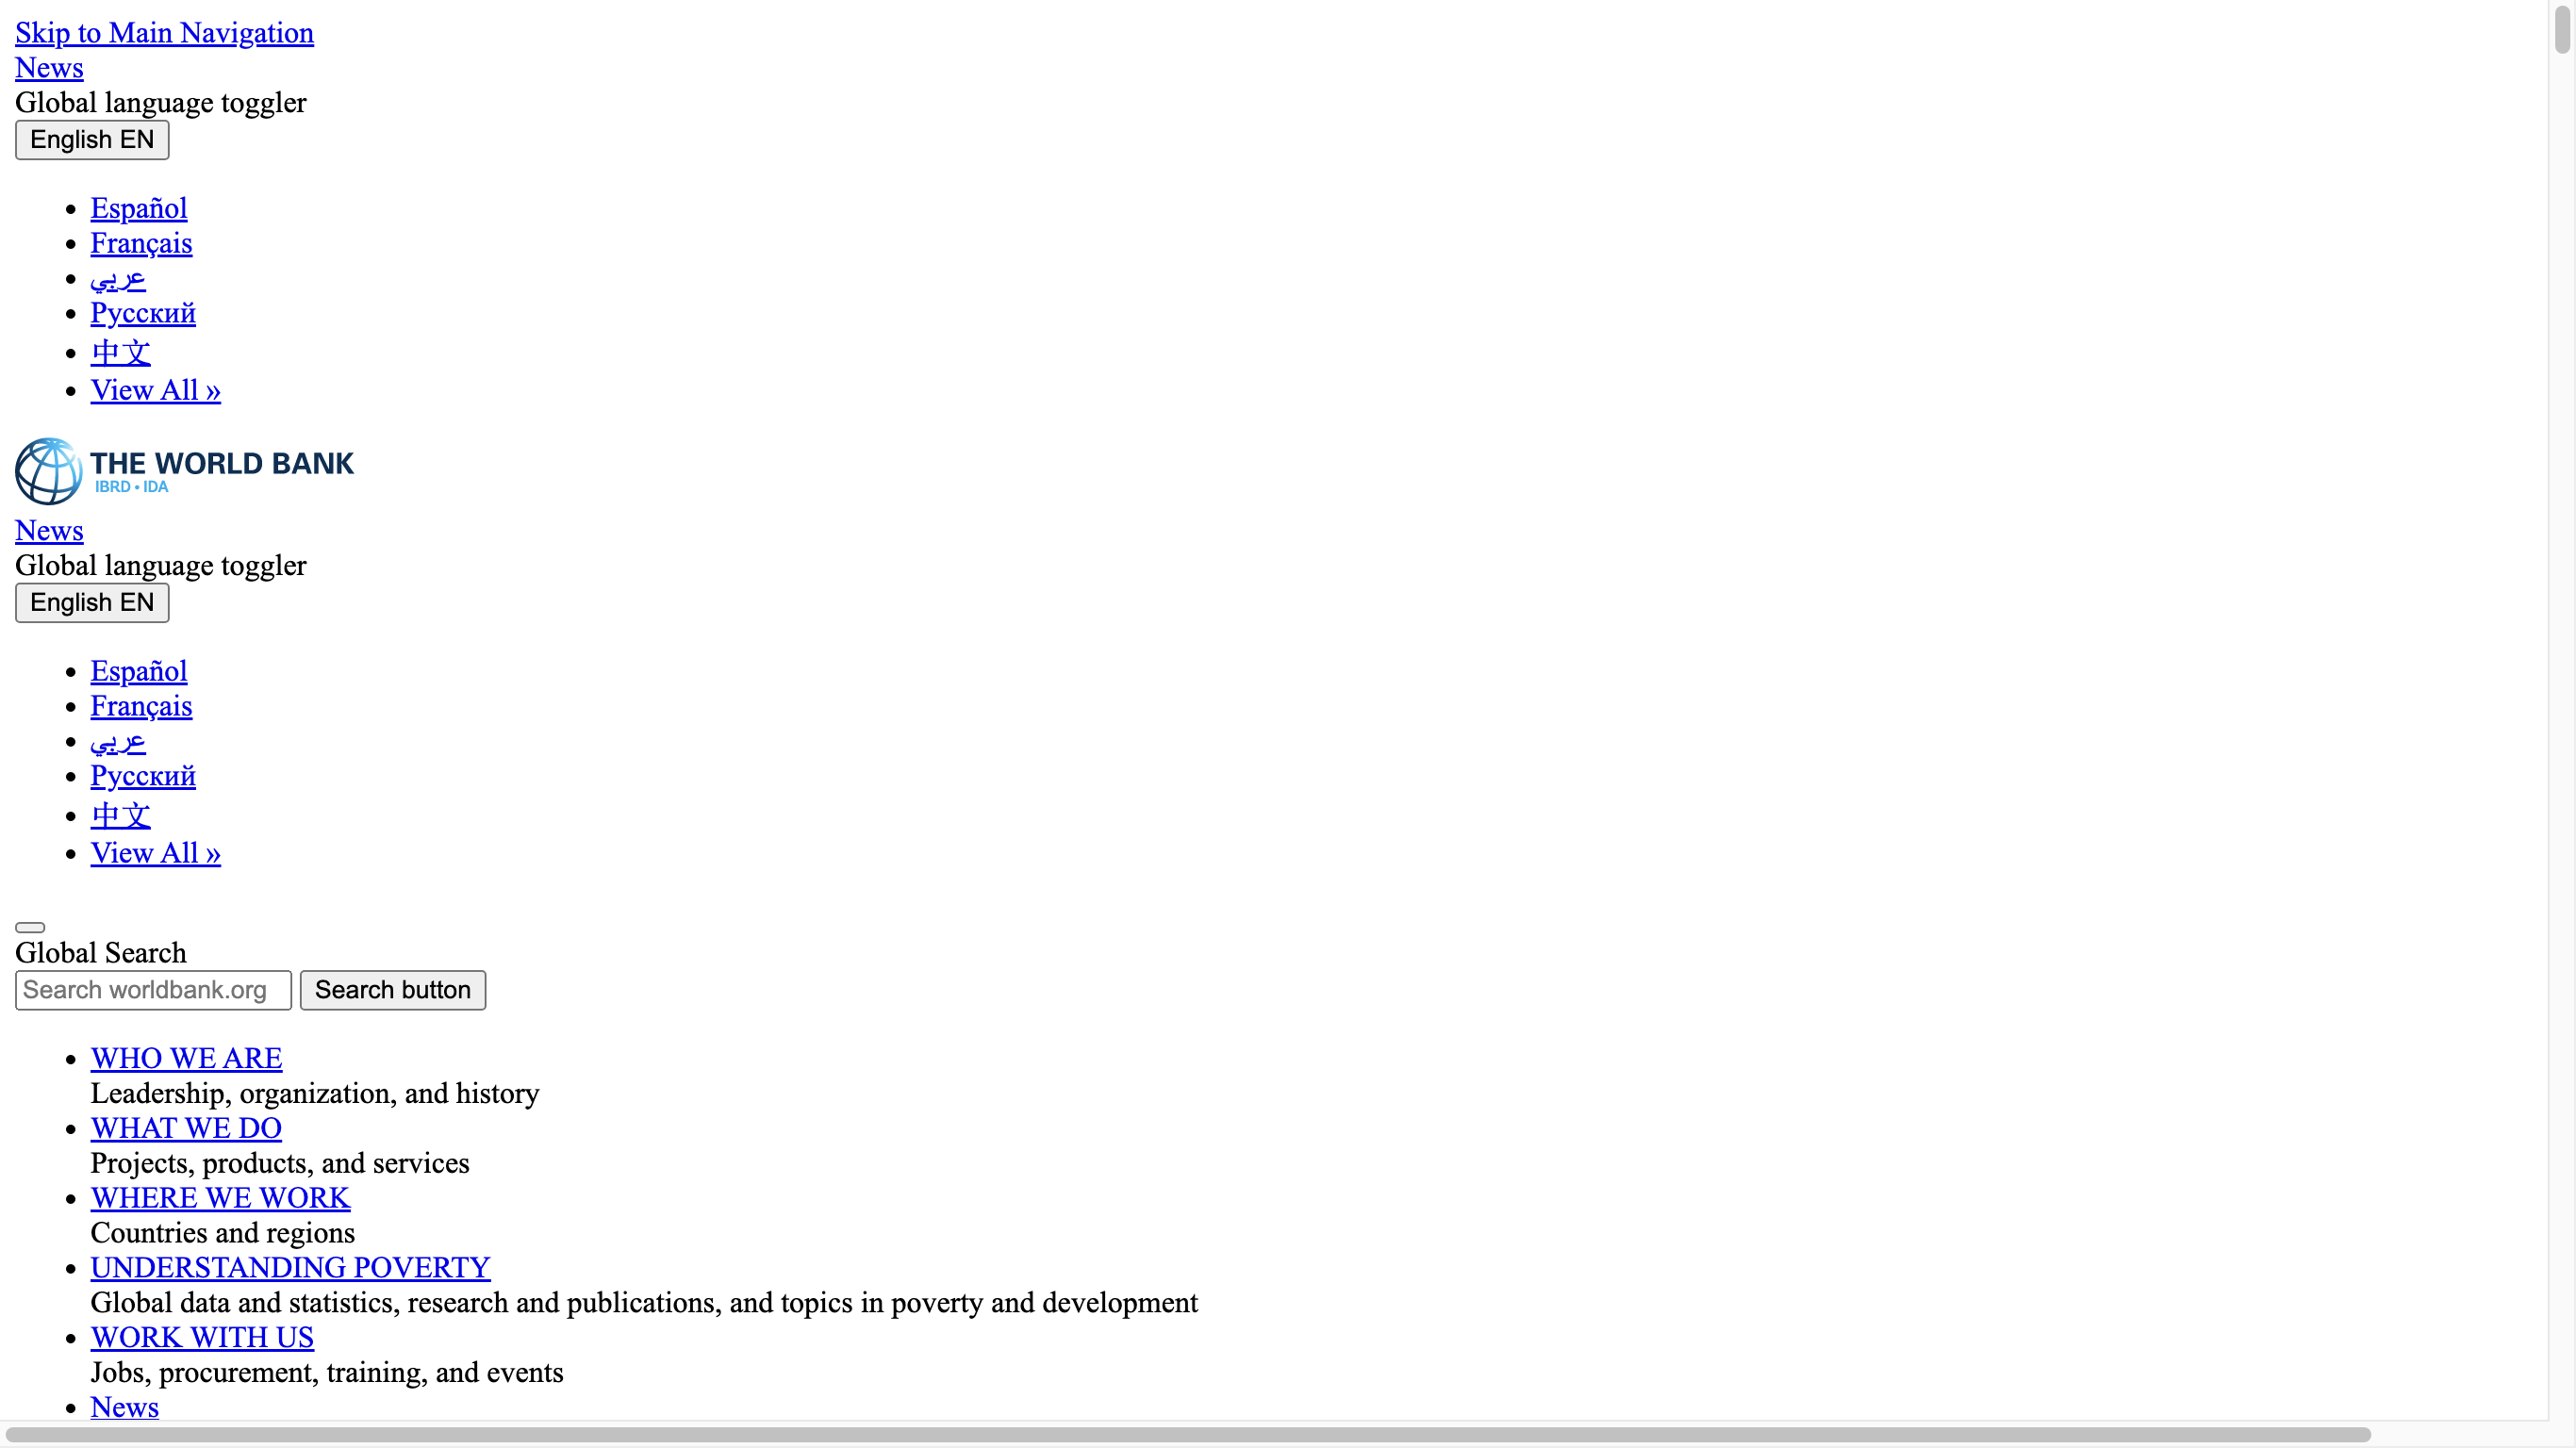 Skip to Main Navigation
News
Global language toggler
English EN
Español
Français
عربي
Русский
中文
View All »
THE WORLD BANK
IBRD • IDA
News
Global language toggler
English EN
Español
Français
عربي
Русский
中文
View All »
Global Search
Search worldbank.org Search button
WHO WE ARE
Leadership, organization, and history
WHAT WE DO
Projects, products, and services
WHERE WE WORK
Countries and regions
UNDERSTANDING POVERTY
Global data and statistics, research and publications, and topics in poverty and development
WORK WITH US
Jobs, procurement, training, and events
News